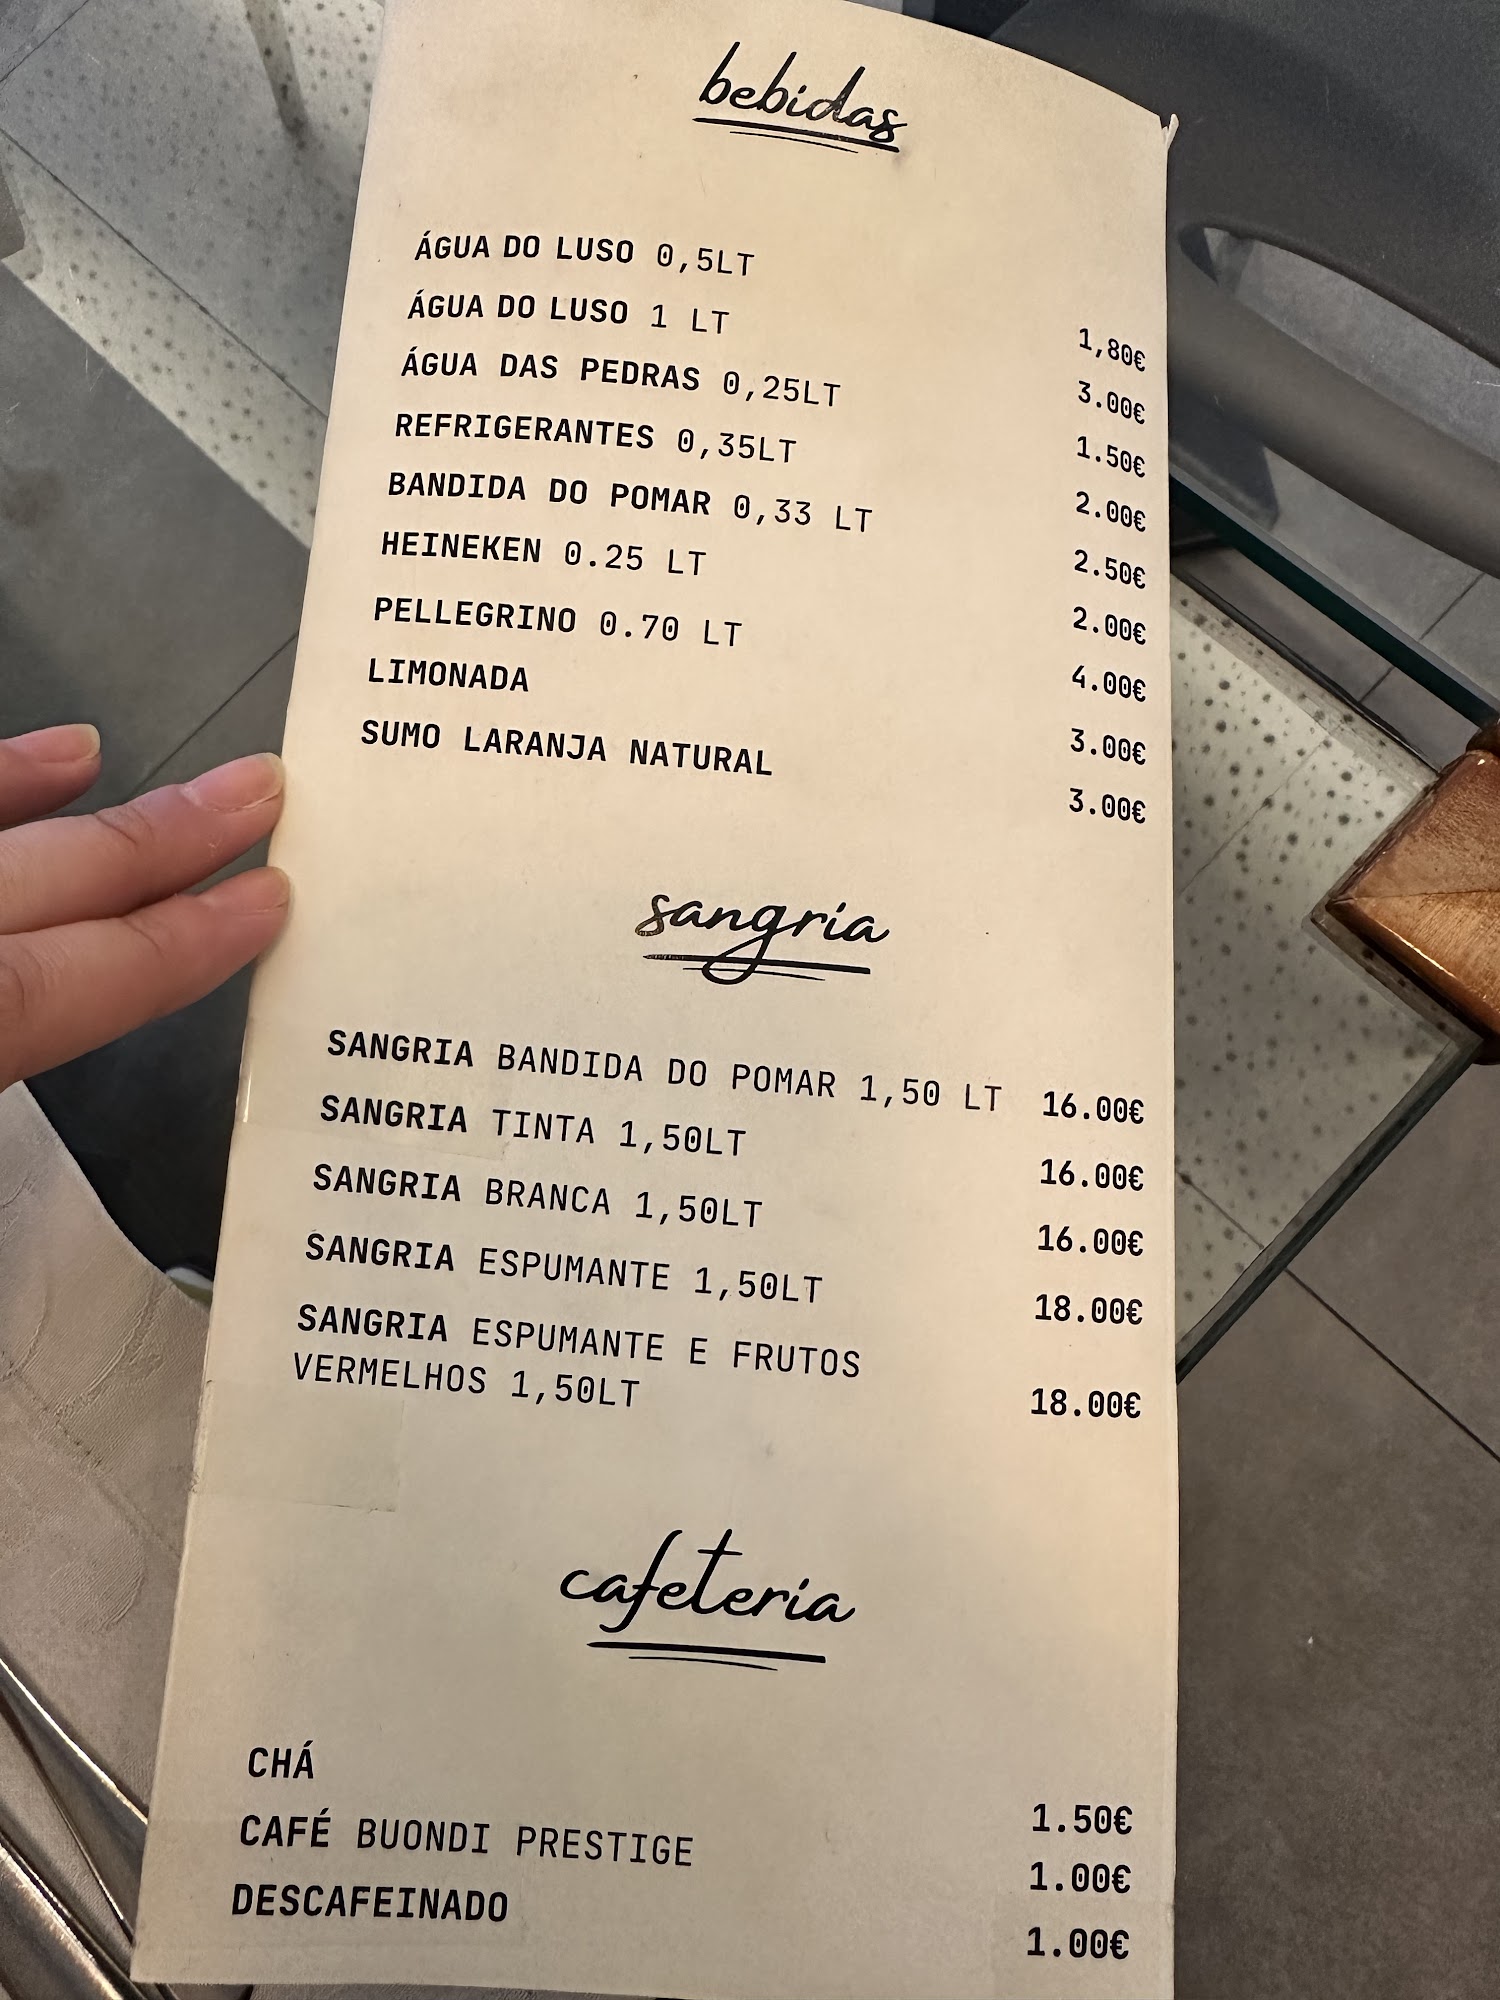 bebidas
ÁGUA DO LUSO 0,5LT 1,80€
ÁGUA DO LUSO 1 LT 3.00€
ÁGUA DAS PEDRAS 0,25LT 1.50€
REFRIGERANTES 0,35LT 2.00€
BANDIDA DO POMAR 0,33 LT 2.50€
HEINEKEN 0.25 LT 2.00€
PELLEGRINO 0.70 LT 4.00€
LIMONADA 3.00€
SUMO LARANJA NATURAL 3.00€
sangria
SANGRIA BANDIDA DO POMAR 1,50 LT 16.00€
SANGRIA TINTA 1,50LT 16.00€
SANGRIA BRANCA 1,50LT 16.00€
SANGRIA ESPUMANTE 1,50LT 18.00€
SANGRIA ESPUMANTE E FRUTOS
VERMELHOS 1,50LT 18.00€
cafeteria
CHÁ 1.50€
CAFÉ BUONDI PRESTIGE 1.00€
DESCAFEINADO 1.00€